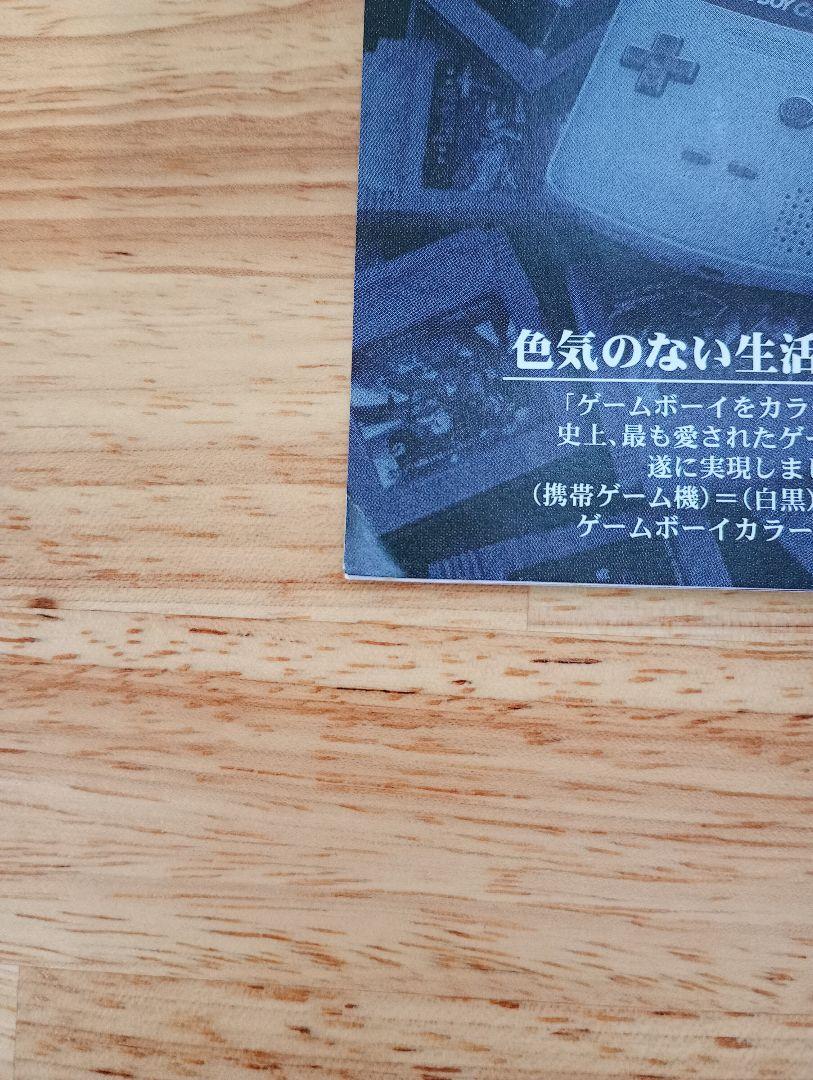 BOY C
色気のない生活
「ゲームボーイをカラ
史上、最も愛されたゲー
遂に実現しまし
(携帯ゲーム機)=(白黒)
ゲームボーイカラー